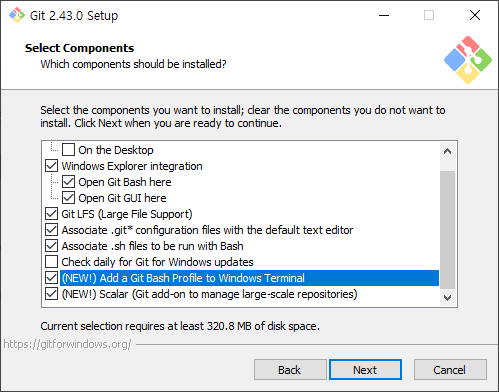 Git 2.43.0 Setup
Select Components
Which components should be installed?
Select the components you want to install; clear the components you do not want to
install. Click Next when you are ready to continue.
On the Desktop
Windows Explorer integration
Open Git Bash here
Open Git GUI here
Git LFS (Large File Support)
Associate .git* configuration files with the default text editor
Associate .sh files to be run with Bash
Check daily for Git for Windows updates
(NEW!) Add a Git Bash Profile to Windows Terminal
(NEW!) Scalar (Git add-on to manage large-scale repositories)
Current selection requires at least 320.8 MB of disk space.
https://gitforwindows.org/
Back
Next
Cancel